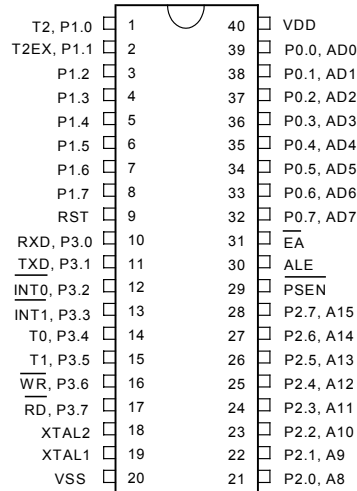 T2, P1.0 1 40 VDD
T2EX, P1.1 2 39 P0.0, AD0
P1.2 3 38 P0.1, AD1
P1.3 4 37 P0.2, AD2
P1.4 5 36 P0.3, AD3
P1.5 6 35 P0.4, AD4
P1.6 7 34 P0.5, AD5
P1.7 8 33 P0.6, AD6
RST 9 32 P0.7, AD7
RXD, P3.0 10 31 EA
TXD, P3.1 11 30 ALE
INT0, P3.2 12 29 PSEN
INT1, P3.3 13 28 P2.7, A15
T0, P3.4 14 27 P2.6, A14
T1, P3.5 15 26 P2.5, A13
WR, P3.6 16 25 P2.4, A12
RD, P3.7 17 24 P2.3, A11
XTAL2 18 23 P2.2, A10
XTAL1 19 22 P2.1, A9
VSS 20 21 P2.0, A8